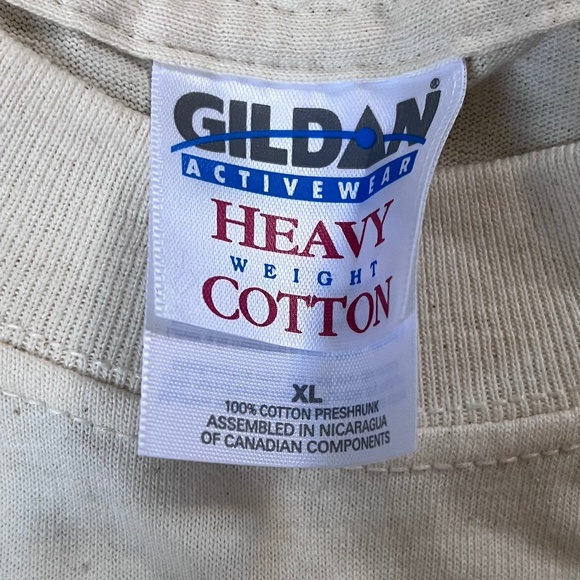 GILDAN®
ACTIVEWEAR
HEAVY
WEIGHT
COTTON
XL
100% COTTON PRESHRUNK
ASSEMBLED IN NICARAGUA
OF CANADIAN COMPONENTS